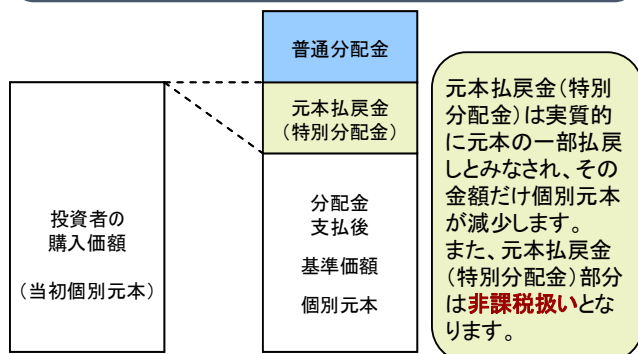 普通分配金
元本払戻金
(特別分配金)
投資者の
購入価額
(当初個別元本)
分配金
支払後
基準価額
個別元本
元本払戻金(特別
分配金)は実質的
に元本の一部払戻
しとみなされ、その
金額だけ個別元本
が減少します。
また、元本払戻金
(特別分配金)部分
は非課税扱いとな
ります。